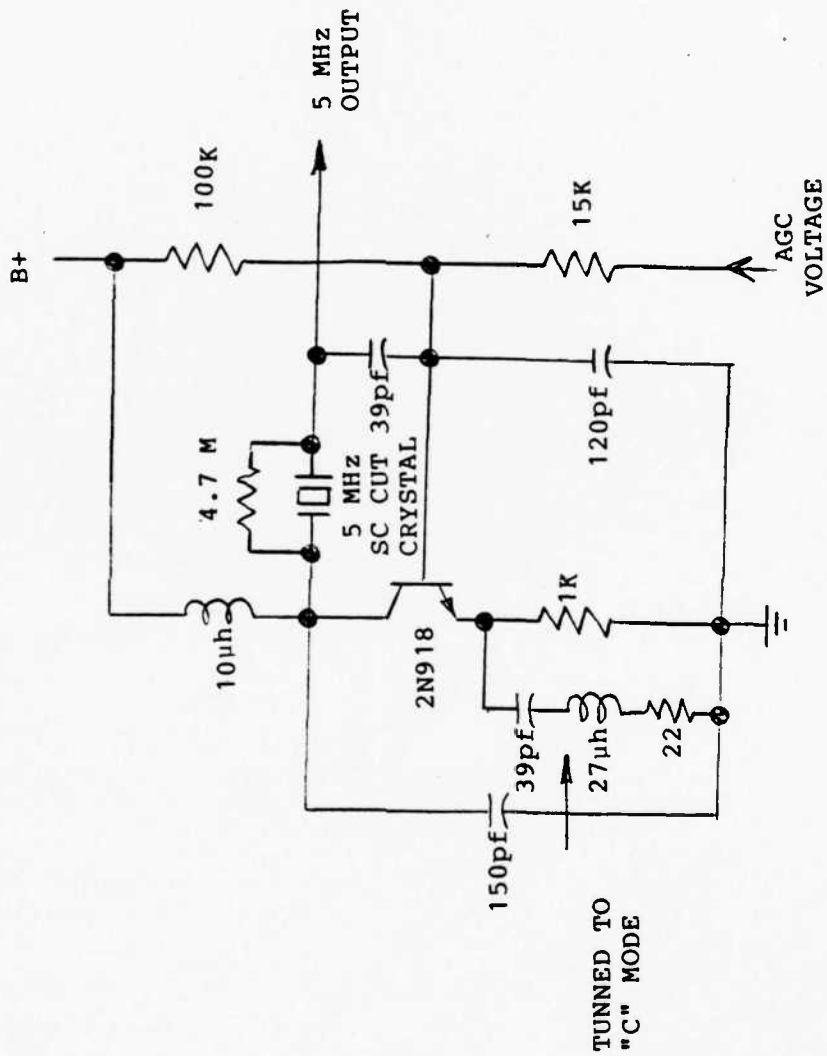 B+
100K
5 MHz
OUTPUT
4.7 M
10µh
5 MHz
SC CUT
CRYSTAL
39pf
2N918
15K
AGC
VOLTAGE
120pf
1K
39pf
27µh
22
150pf
TUNNED TO
"C" MODE